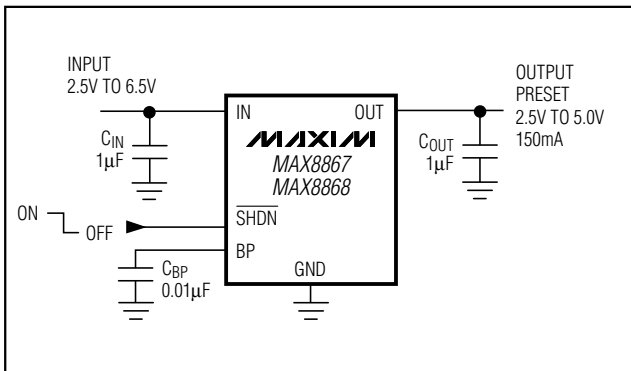 INPUT
2.5V TO 6.5V
OUTPUT
PRESET
2.5V TO 5.0V
150mA
IN
OUT
CIN
1µF
MAXIM
MAX8867
MAX8868
COUT
1µF
ON
OFF
SHDN
BP
CBP
0.01µF
GND